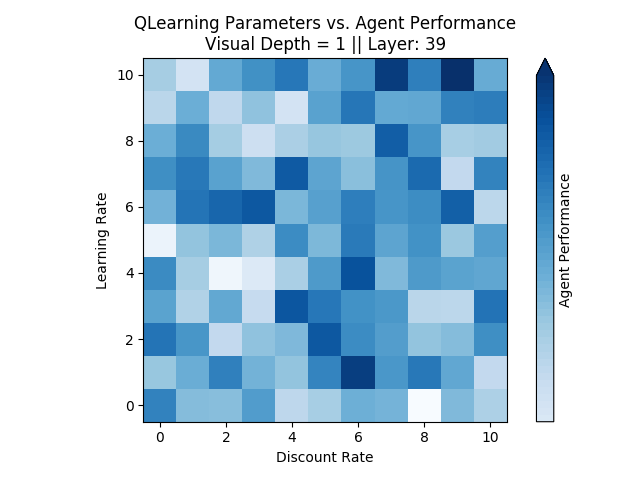 QLearning Parameters vs. Agent Performance
Visual Depth = 1 || Layer: 39
10
8
6
4
2
0
Learning Rate
0 2 4 6 8 10
Discount Rate
Agent Performance